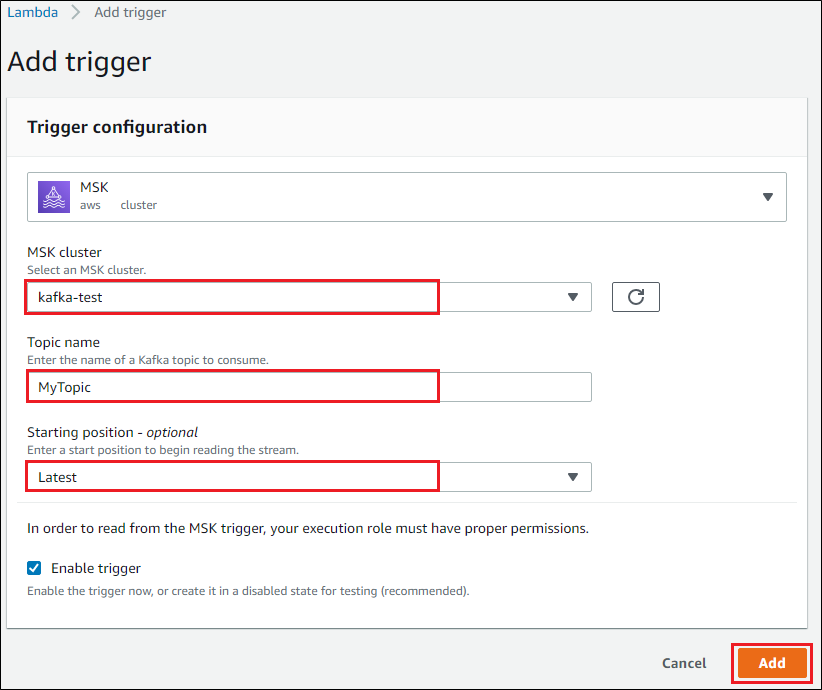 Lambda > Add trigger
Add trigger
Trigger configuration
MSK
aws cluster
MSK cluster
Select an MSK cluster.
kafka-test
Topic name
Enter the name of a Kafka topic to consume.
MyTopic
Starting position - optional
Enter a start position to begin reading the stream.
Latest
In order to read from the MSK trigger, your execution role must have proper permissions.
Enable trigger
Enable the trigger now, or create it in a disabled state for testing (recommended).
Cancel Add